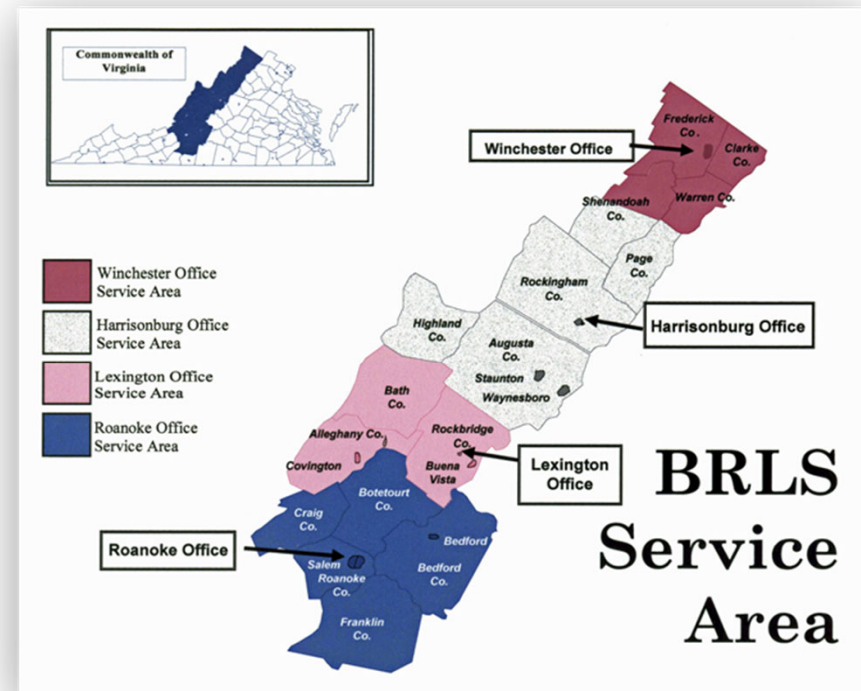 Commonwealth of
Virginia
Frederick
Co.
Winchester Office
Clarke
Co.
Shenandoah
Co.
Warren Co.
Page
Co.
Winchester Office
Service Area
Harrisonburg Office
Service Area
Lexington Office
Service Area
Roanoke Office
Service Area
Rockingham
Co.
Harrisonburg Office
Highland
Co.
Augusta
Co.
Staunton
Waynesboro
Bath
Co.
Alleghany Co.
Covington
Rockbridge
Co.
Buena
Vista
Lexington
Office
Botetourt
Co.
Craig
Co.
Roanoke Office
Bedford
Bedford
Co.
Salem
Roanoke
Co.
Franklin
Co.
BRLS
Service
Area